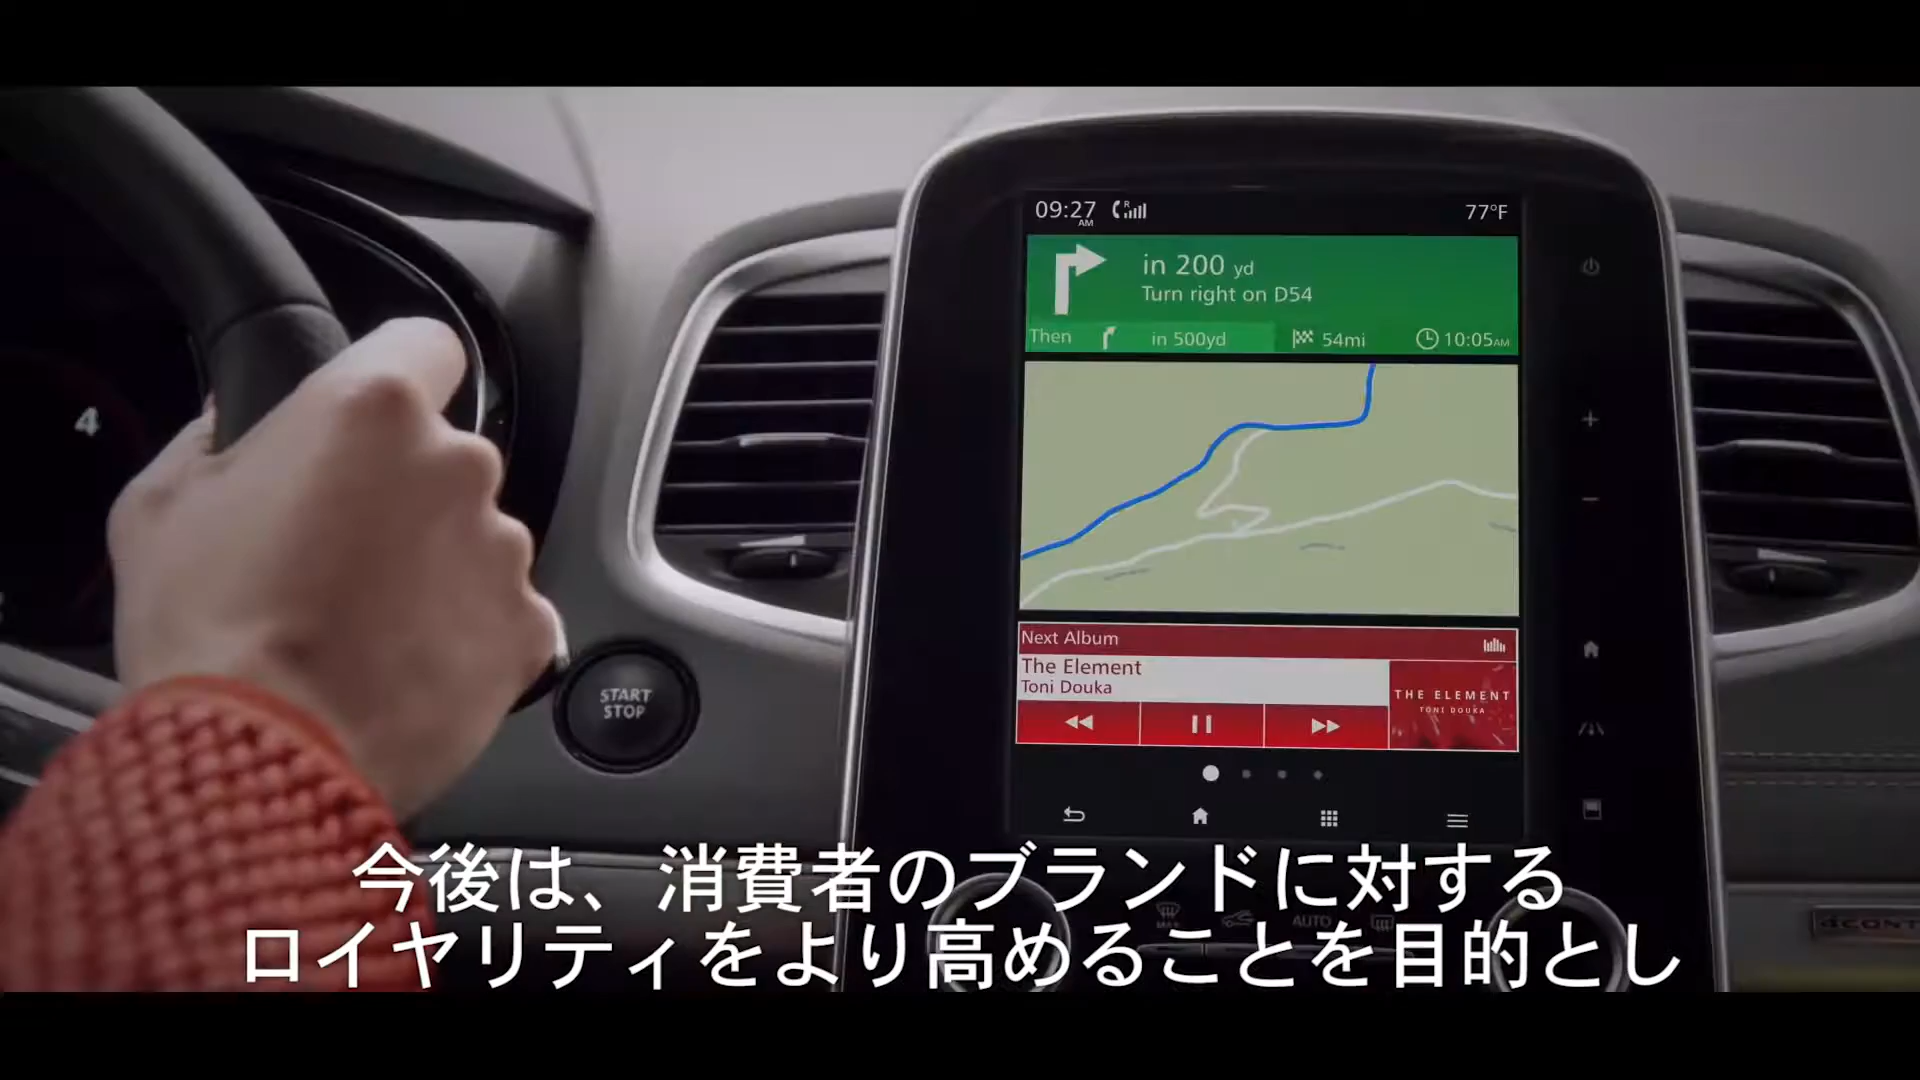 09:27
AM
R
77°F
in 200 yd
Turn right on D54
Then
in 500yd
54mi
10:05AM
4
Next Album
The Element
Toni Douka
THE ELEMENT
TONI DOUKA
START
STOP
今後は、消費者のブランドに対する
AUTO
ロイヤリティをより高めることを目的とし